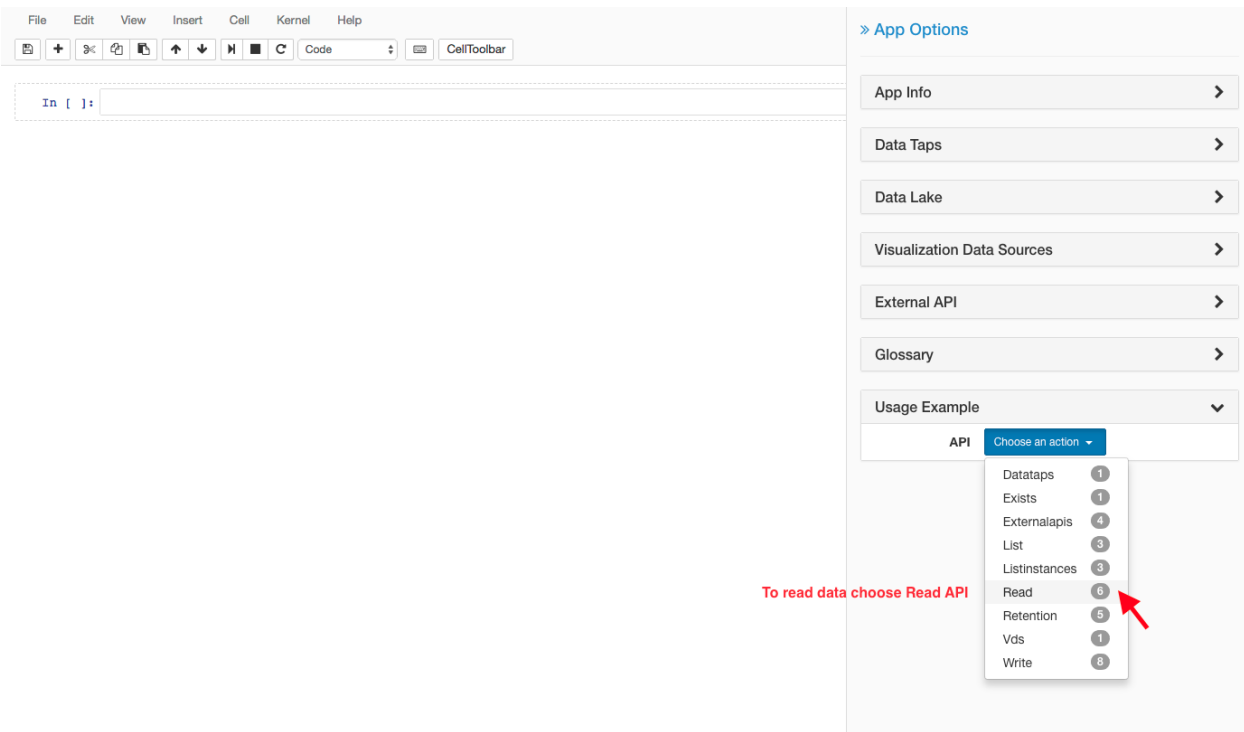 File Edit View Insert Cell Kernel Help
Code CellToolbar
In [ ]:
» App Options
App Info
Data Taps
Data Lake
Visualization Data Sources
External API
Glossary
Usage Example
API Choose an action
Datataps 1
Exists 1
Externalapis 4
List 3
Listinstances 3
To read data choose Read API
Read 6
Retention 5
Vds 1
Write 8